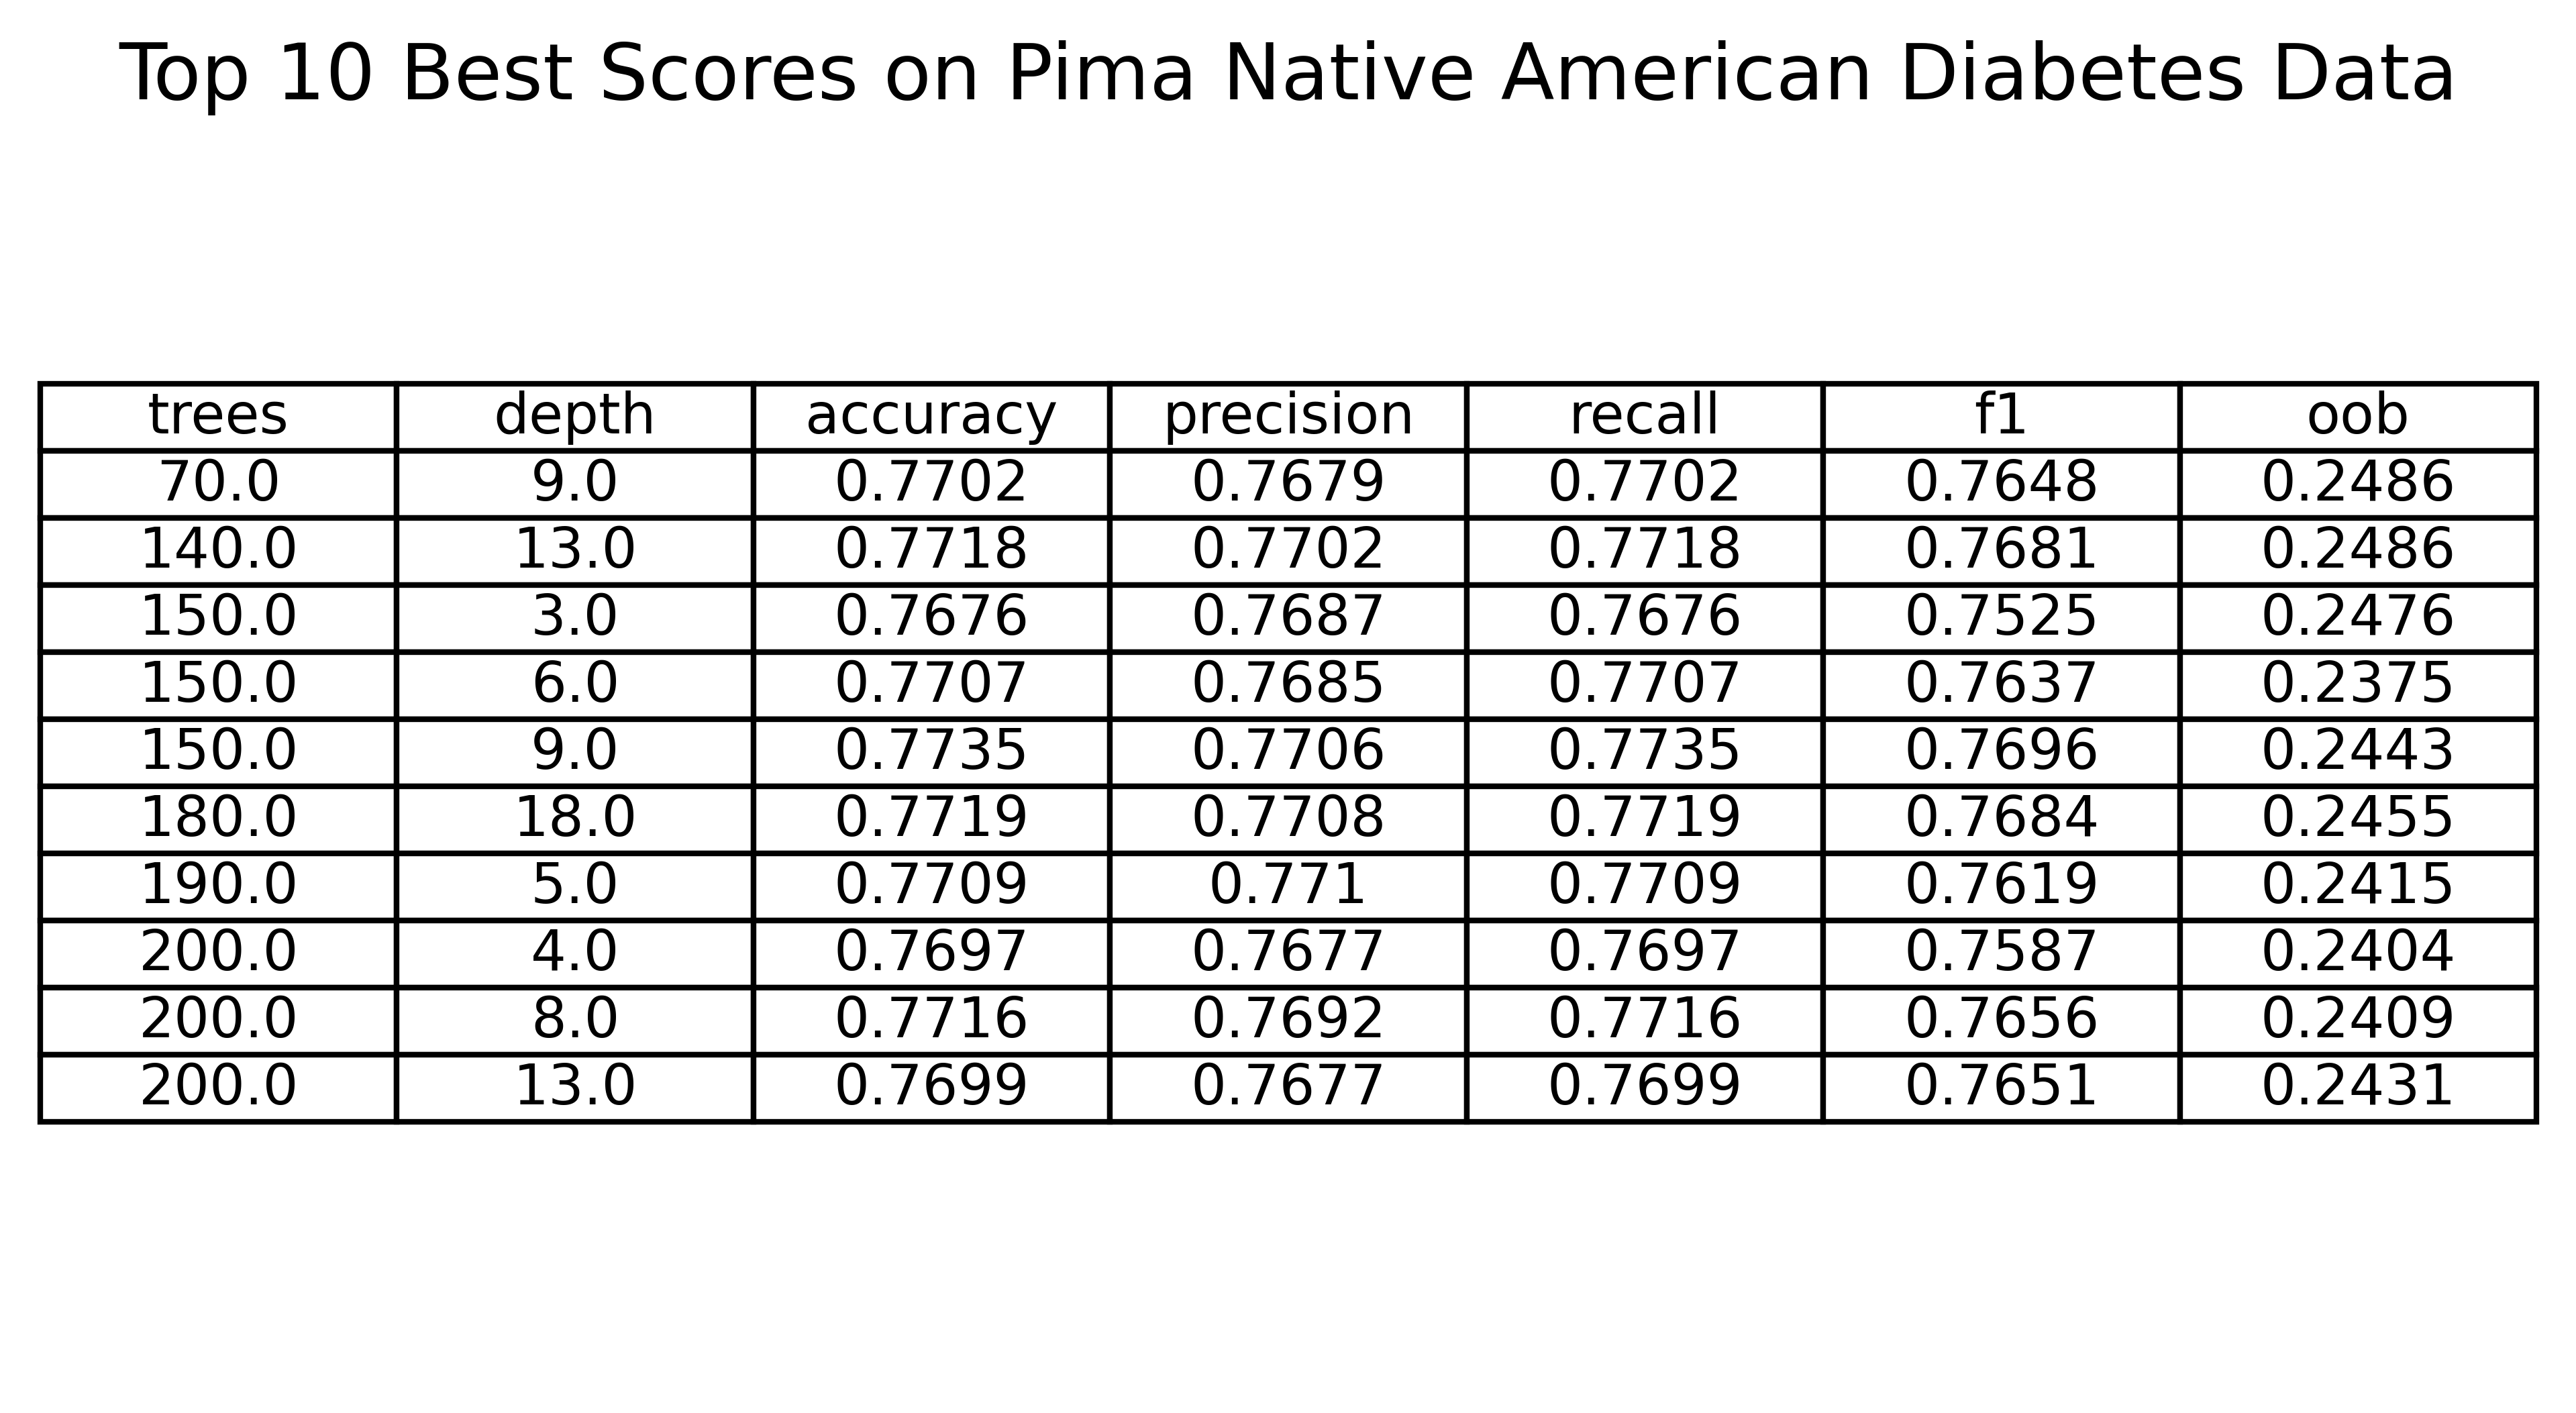 Top 10 Best Scores on Pima Native American Diabetes Data
trees depth accuracy precision recall f1 oob
70.0 9.0 0.7702 0.7679 0.7702 0.7648 0.2486
140.0 13.0 0.7718 0.7702 0.7718 0.7681 0.2486
150.0 3.0 0.7676 0.7687 0.7676 0.7525 0.2476
150.0 6.0 0.7707 0.7685 0.7707 0.7637 0.2375
150.0 9.0 0.7735 0.7706 0.7735 0.7696 0.2443
180.0 18.0 0.7719 0.7708 0.7719 0.7684 0.2455
190.0 5.0 0.7709 0.771 0.7709 0.7619 0.2415
200.0 4.0 0.7697 0.7677 0.7697 0.7587 0.2404
200.0 8.0 0.7716 0.7692 0.7716 0.7656 0.2409
200.0 13.0 0.7699 0.7677 0.7699 0.7651 0.2431